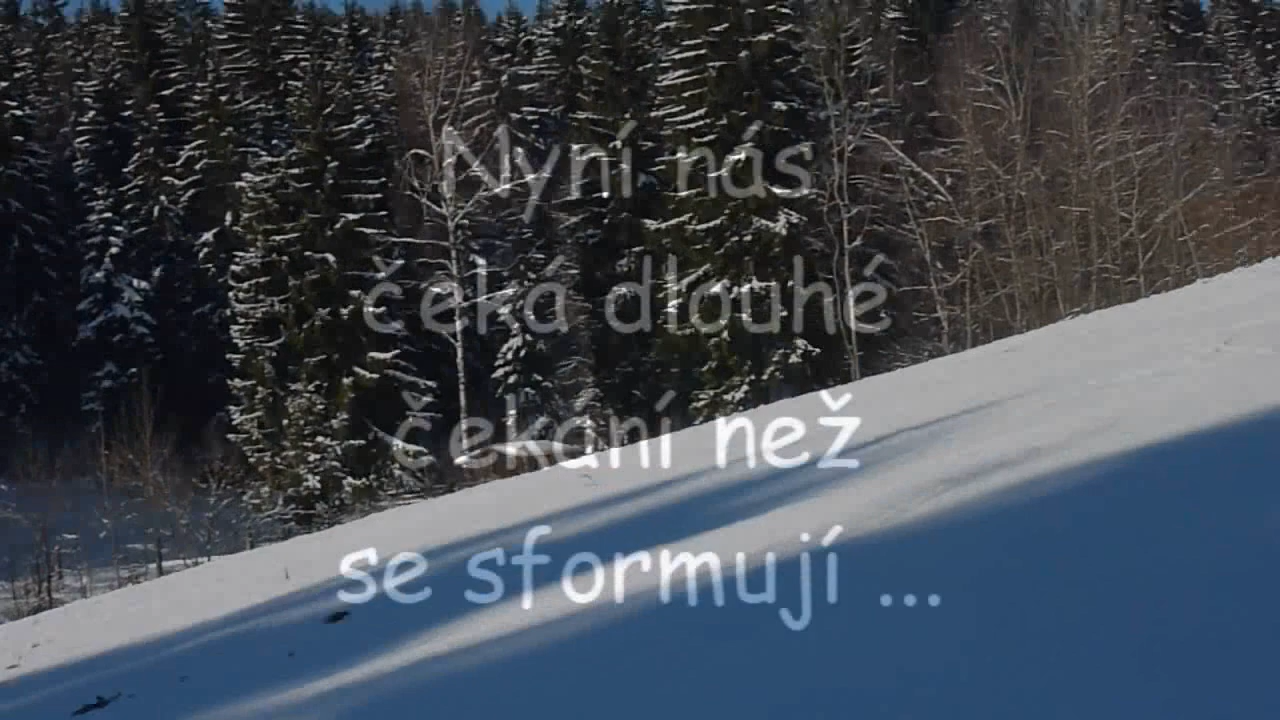 Nyní nás
čeká dlouhé
čekání než
se sformují ...